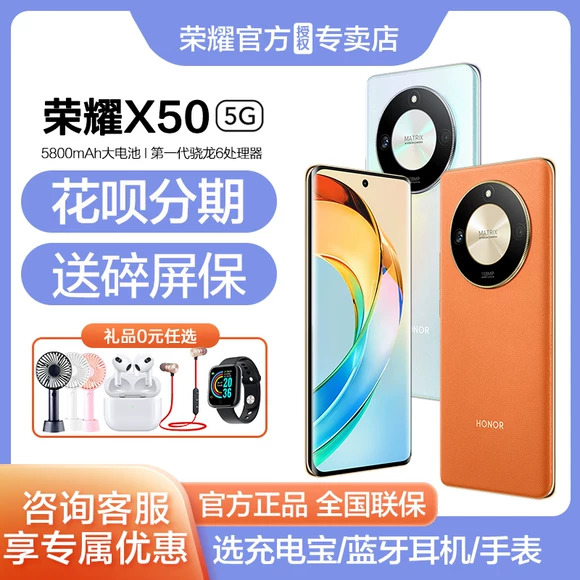 荣耀官方授权专卖店
荣耀X50 5G
5800mAh大电池 | 第一代骁龙6处理器
花呗分期
送碎屏保
礼品0元任选
MATRIX
MATRIX
108MP
HONOR
咨询客服
享专属优惠
官方正品 全国联保
选充电宝/蓝牙耳机/手表